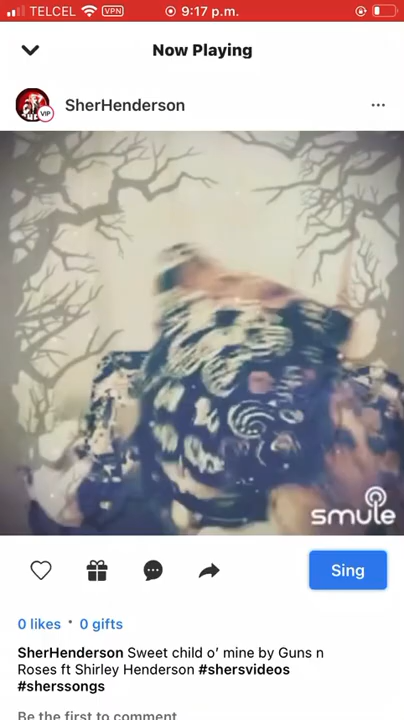 TELCEL VPN 9:17 p.m.
Now Playing
SherHenderson
VIP
smule
Sing
0 likes • 0 gifts
SherHenderson Sweet child o’ mine by Guns n
Roses ft Shirley Henderson #shersvideos
#sherssongs
Be the first to comment